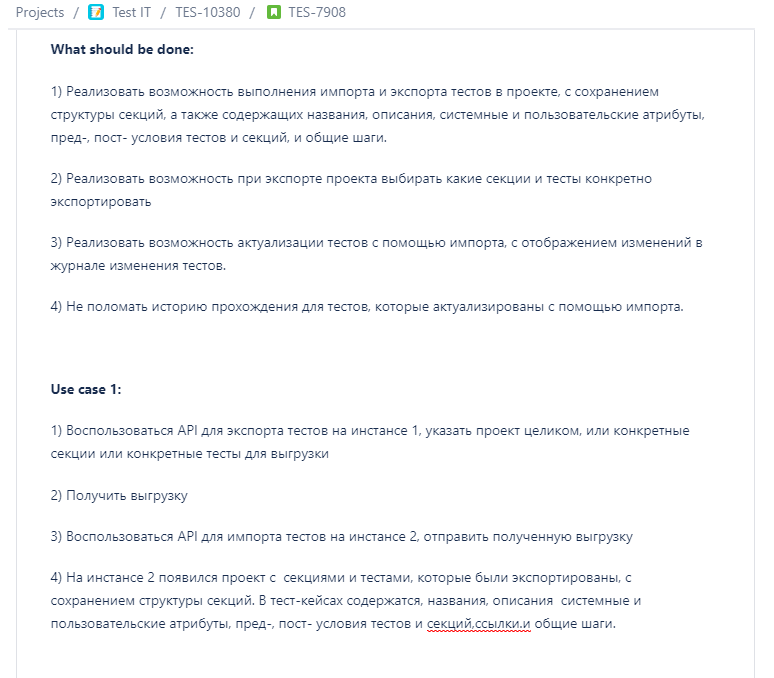 Projects / Test IT / TES-10380 / TES-7908
What should be done:
1) Реализовать возможность выполнения импорта и экспорта тестов в проекте, с сохранением
структуры секций, а также содержащих названия, описания, системные и пользовательские атрибуты,
пред-, пост- условия тестов и секций, и общие шаги.
2) Реализовать возможность при экспорте проекта выбирать какие секции и тесты конкретно
экспортировать
3) Реализовать возможность актуализации тестов с помощью импорта, с отображением изменений в
журнале изменения тестов.
4) Не поломать историю прохождения для тестов, которые актуализированы с помощью импорта.
Use case 1:
1) Воспользоваться API для экспорта тестов на инстансе 1, указать проект целиком, или конкретные
секции или конкретные тесты для выгрузки
2) Получить выгрузку
3) Воспользоваться API для импорта тестов на инстансе 2, отправить полученную выгрузку
4) На инстансе 2 появился проект с  секциями и тестами, которые были экспортированы, с
сохранением структуры секций. В тест-кейсах содержатся, названия, описания  системные и
пользовательские атрибуты, пред-, пост- условия тестов и секций,ссылки.и общие шаги.